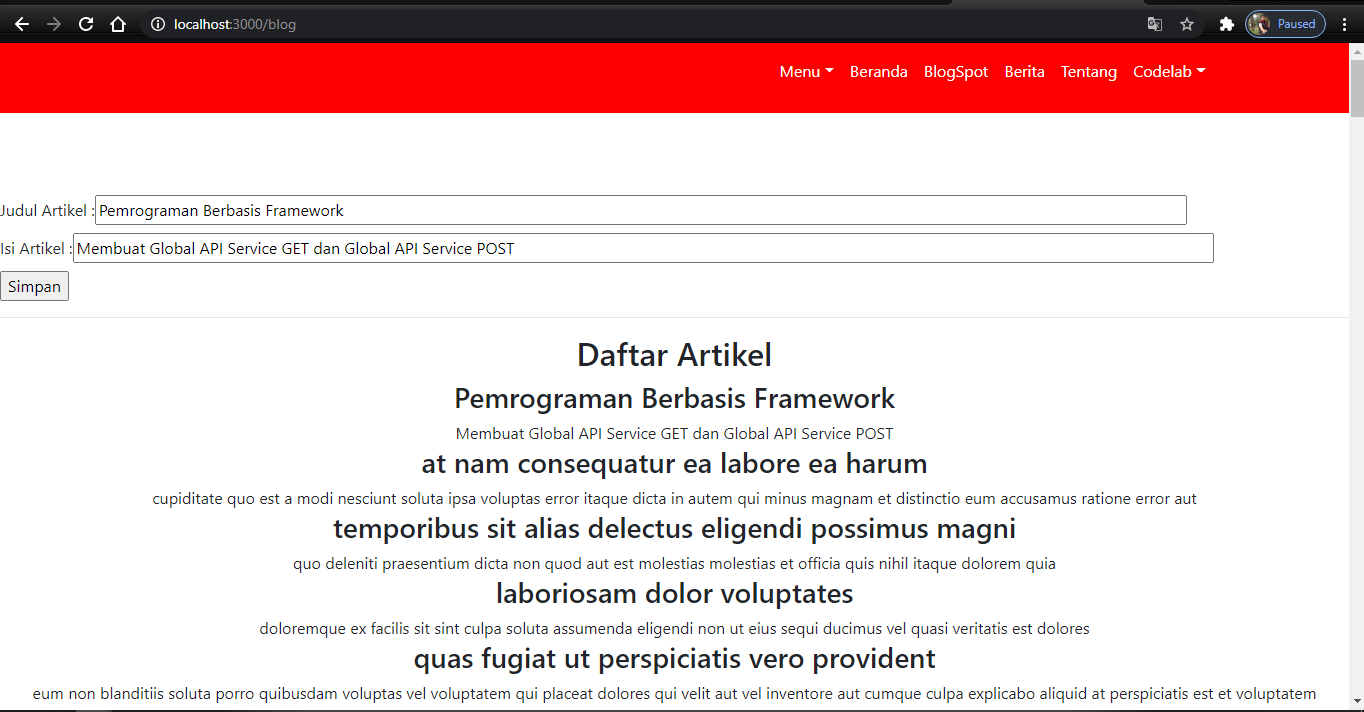 localhost:3000/blog
Paused
Menu Beranda BlogSpot Berita Tentang Codelab
Judul Artikel : Pemrograman Berbasis Framework
Isi Artikel : Membuat Global API Service GET dan Global API Service POST
Simpan
Daftar Artikel
Pemrograman Berbasis Framework
Membuat Global API Service GET dan Global API Service POST
at nam consequatur ea labore ea harum
cupiditate quo est a modi nesciunt soluta ipsa voluptas error itaque dicta in autem qui minus magnam et distinctio eum accusamus ratione error aut
temporibus sit alias delectus eligendi possimus magni
quo deleniti praesentium dicta non quod aut est molestias molestias et officia quis nihil itaque dolorem quia
laboriosam dolor voluptates
doloremque ex facilis sit sint culpa soluta assumenda eligendi non ut eius sequi ducimus vel quasi veritatis est dolores
quas fugiat ut perspiciatis vero provident
eum non blanditiis soluta porro quibusdam voluptas vel voluptatem qui placeat dolores qui velit aut vel inventore aut cumque culpa explicabo aliquid at perspiciatis est et voluptatem